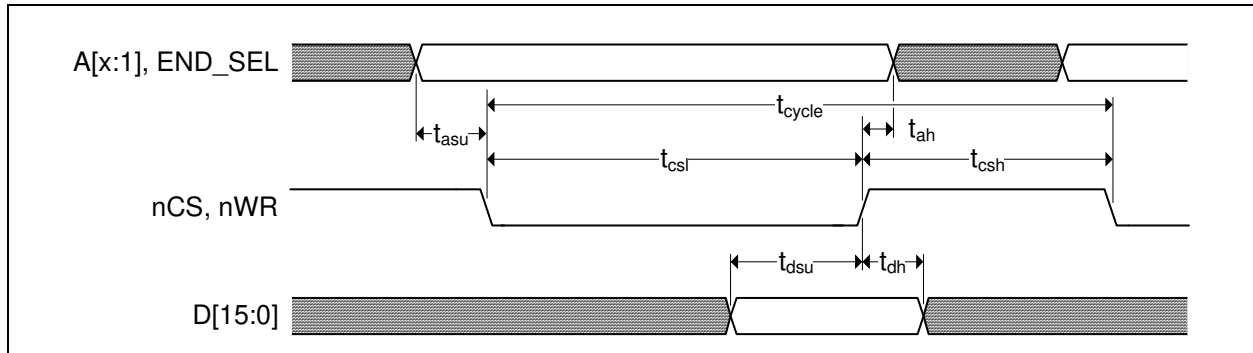 A[x:1], END_SEL
tcycle
tasu
tah
tcsl
tcsh
nCS, nWR
tdsu
tdh
D[15:0]